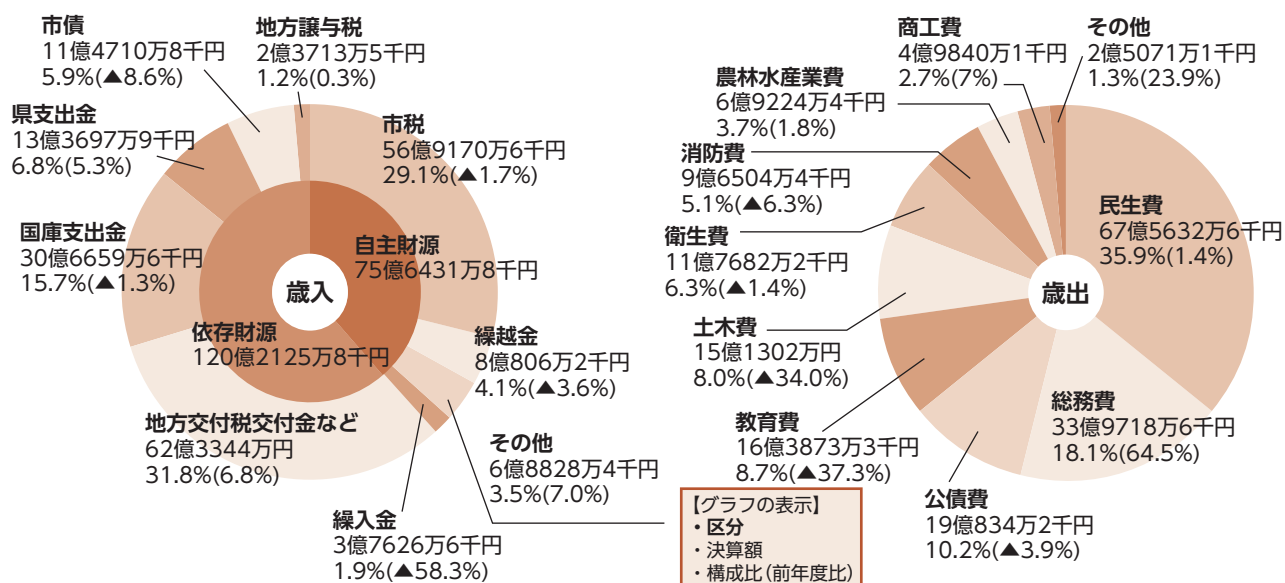 市債
11億4710万8千円
5.9%(▲8.6%)
地方譲与税
2億3713万5千円
1.2%(0.3%)
県支出金
13億3697万9千円
6.8%(5.3%)
市税
56億9170万6千円
29.1%(▲1.7%)
国庫支出金
30億6659万6千円
15.7%(▲1.3%)
自主財源
75億6431万8千円
歳入
依存財源
120億2125万8千円
繰越金
8億806万2千円
4.1%(▲3.6%)
地方交付税交付金など
62億3344万円
31.8%(6.8%)
その他
6億8828万4千円
3.5%(7.0%)
繰入金
3億7626万6千円
1.9%(▲58.3%)
商工費
4億9840万1千円
2.7%(7%)
その他
2億5071万1千円
1.3%(23.9%)
農林水産業費
6億9224万4千円
3.7%(1.8%)
消防費
9億6504万4千円
5.1%(▲6.3%)
民生費
67億5632万6千円
35.9%(1.4%)
衛生費
11億7682万2千円
6.3%(▲1.4%)
歳出
土木費
15億1302万円
8.0%(▲34.0%)
教育費
16億3873万3千円
8.7%(▲37.3%)
総務費
33億9718万6千円
18.1%(64.5%)
公債費
19億834万2千円
10.2%(▲3.9%)
【グラフの表示】
・区分
・決算額
・構成比(前年度比)